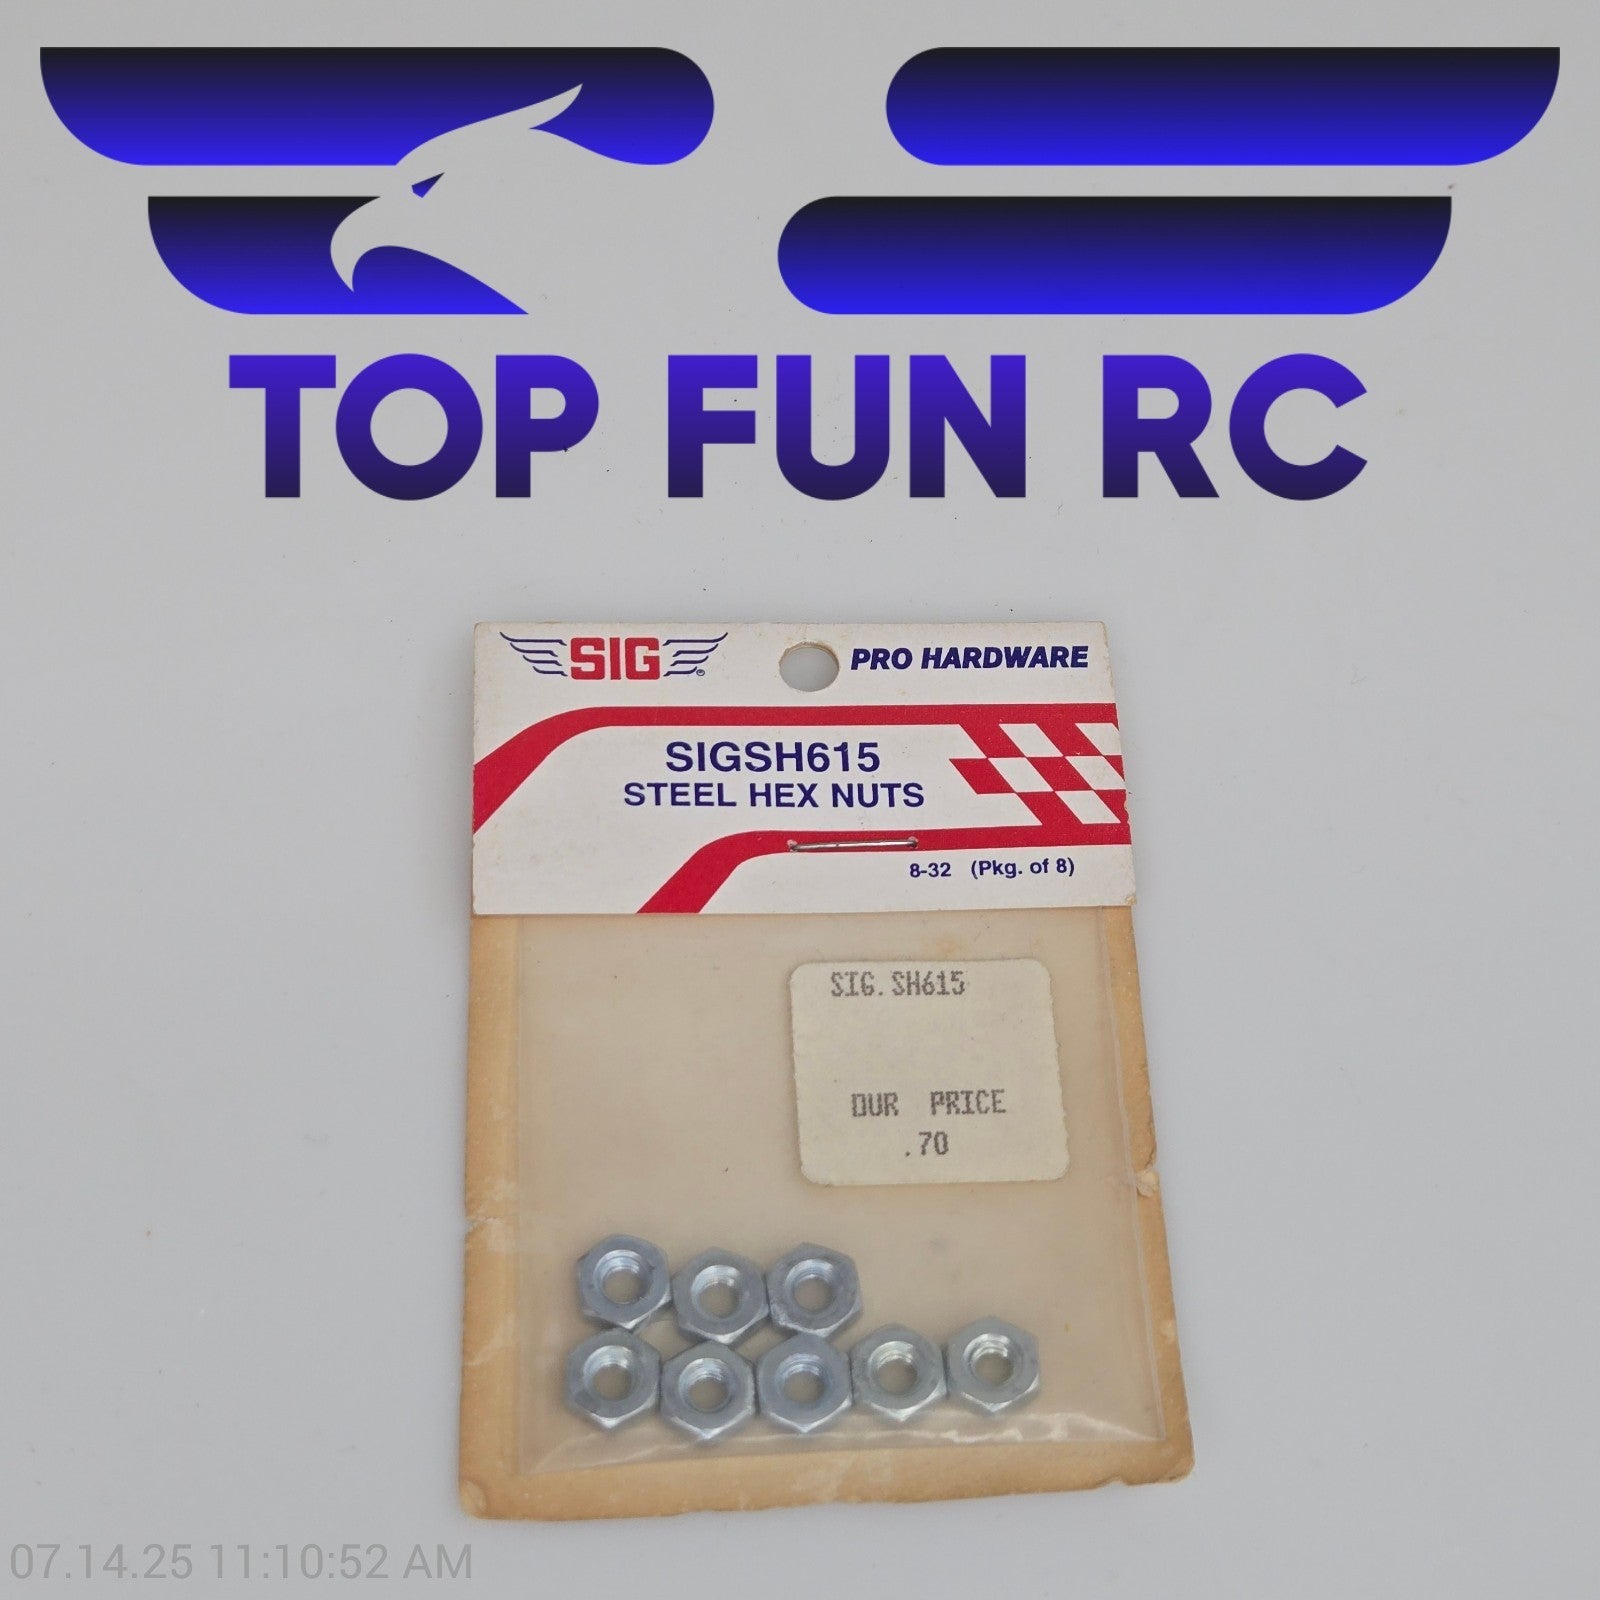 TOP FUN RC
SIG®
PRO HARDWARE
SIGSH615
STEEL HEX NUTS
8-32 (Pkg. of 8)
SIG.SH615
OUR PRICE
.70
07.14.25 11:10:52 AM